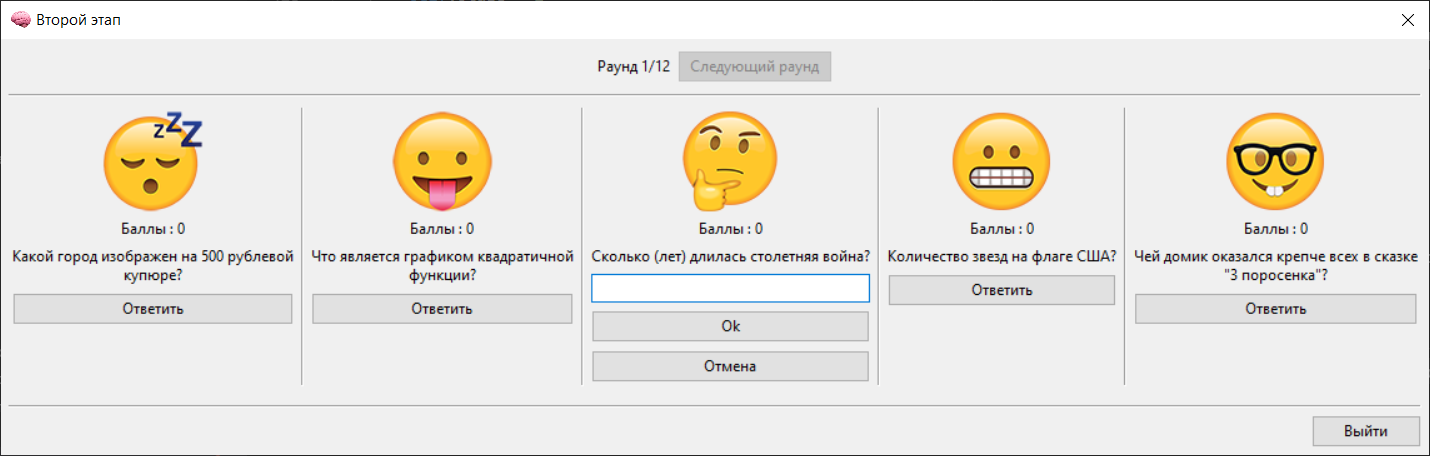 Второй этап
Раунд 1/12 Следующий раунд
zZZ
Баллы : 0
Какой город изображен на 500 рублевой
купюре?
Ответить
Баллы : 0
Что является графиком квадратичной
функции?
Ответить
Баллы : 0
Сколько (лет) длилась столетняя война?
Ok
Отмена
Баллы : 0
Количество звезд на флаге США?
Ответить
Баллы : 0
Чей домик оказался крепче всех в сказке
"3 поросенка"?
Ответить
Выйти